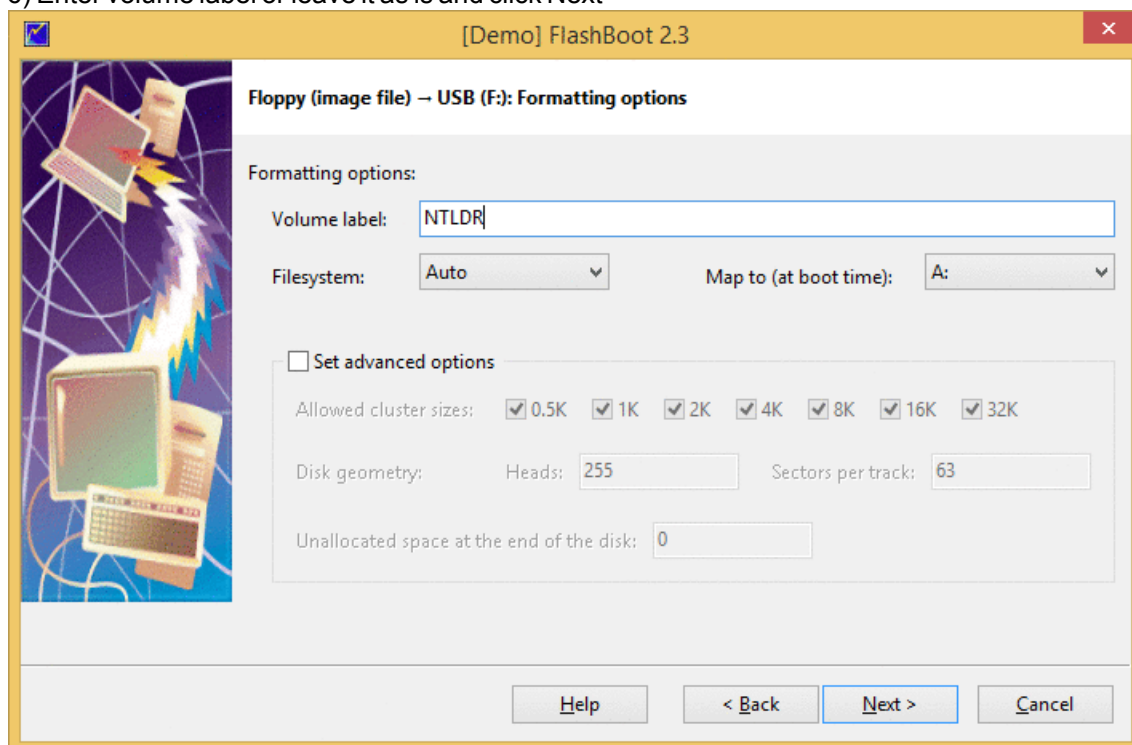 [Demo] FlashBoot 2.3
Floppy (image file) → USB (F:): Formatting options
Formatting options:
Volume label: NTLDR
Filesystem: Auto Map to (at boot time): A:
Set advanced options
Allowed cluster sizes: 0.5K 1K 2K 4K 8K 16K 32K
Disk geometry: Heads: 255 Sectors per track: 63
Unallocated space at the end of the disk: 0
Help < Back Next > Cancel